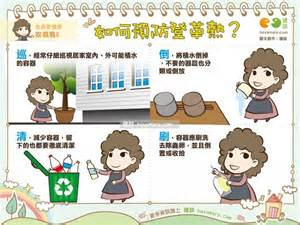 如何預防登革熱？
巡，經常仔細巡視居家室內、外可能積水
的容器
倒，將積水倒掉
，不要的器皿也分
類或倒放
清，減少容器，留
下的也都要徹底清潔
刷，容器應刷洗
去除蟲卵，並且倒
置或收拾